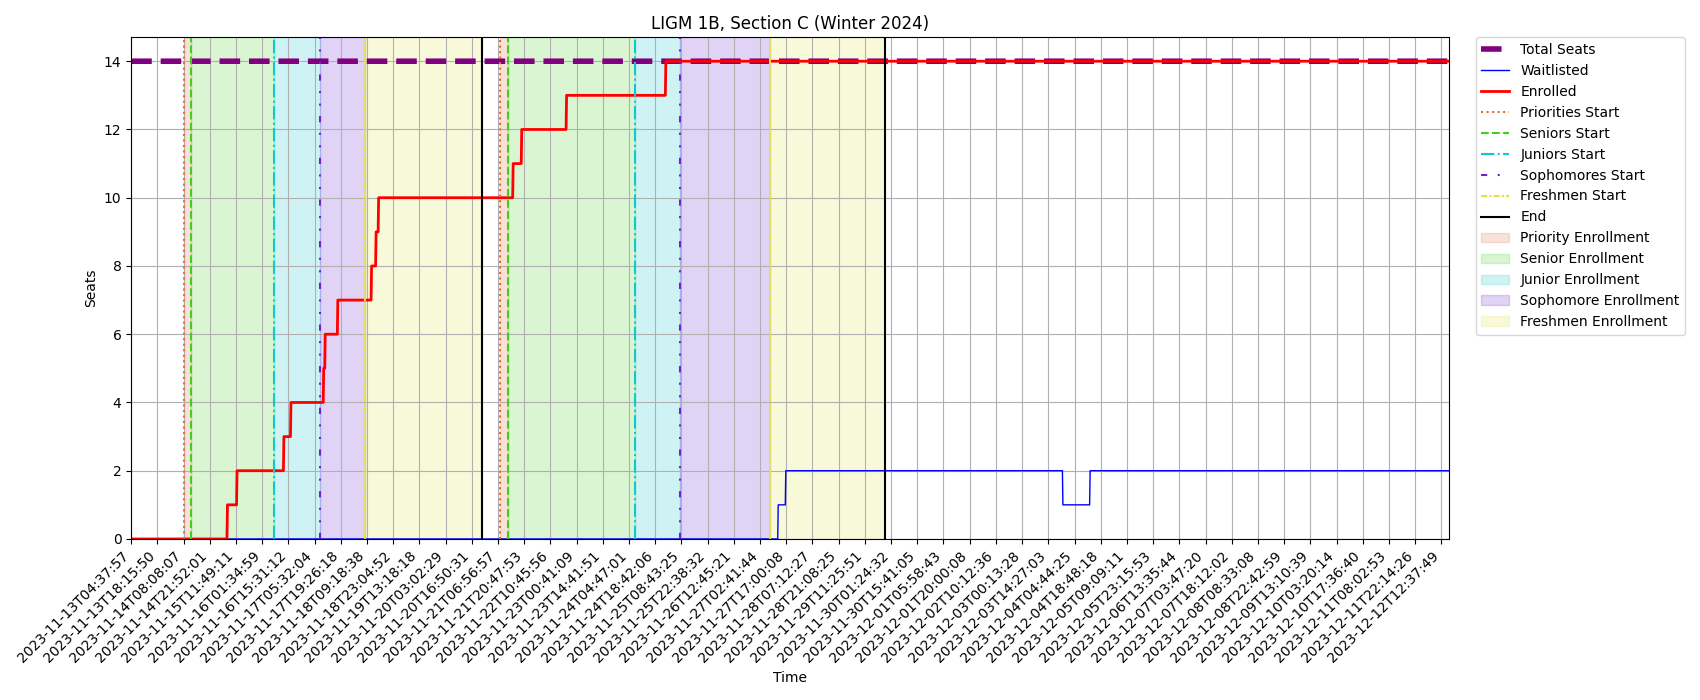 LIGM 1B, Section C (Winter 2024)
Seats
14
12
10
8
6
4
2
0
2023-11-13T04:37:57
2023-11-13T18:15:50
2023-11-14T08:08:07
2023-11-14T21:52:01
2023-11-15T11:49:11
2023-11-16T01:34:59
2023-11-16T15:31:12
2023-11-17T05:32:04
2023-11-17T19:26:18
2023-11-18T09:18:38
2023-11-18T23:04:52
2023-11-19T13:18:18
2023-11-20T03:02:29
2023-11-20T16:50:31
2023-11-21T06:56:57
2023-11-21T20:47:53
2023-11-22T10:45:56
2023-11-23T00:41:09
2023-11-23T14:41:51
2023-11-24T04:47:01
2023-11-24T18:42:06
2023-11-25T08:43:25
2023-11-25T22:38:32
2023-11-26T12:45:21
2023-11-27T02:41:44
2023-11-27T17:00:08
2023-11-28T07:12:27
2023-11-28T21:08:25
2023-11-29T11:25:51
2023-11-30T01:24:32
2023-11-30T15:41:05
2023-12-01T05:58:43
2023-12-01T20:00:08
2023-12-02T10:12:36
2023-12-03T00:13:28
2023-12-03T14:27:03
2023-12-04T04:44:25
2023-12-04T18:48:18
2023-12-05T09:09:11
2023-12-05T23:15:53
2023-12-06T13:35:44
2023-12-07T03:47:20
2023-12-07T18:12:02
2023-12-08T08:33:08
2023-12-08T22:42:59
2023-12-09T13:10:39
2023-12-10T03:20:14
2023-12-10T17:36:40
2023-12-11T08:02:53
2023-12-11T22:14:26
2023-12-12T12:37:49
Time
Total Seats
Waitlisted
Enrolled
Priorities Start
Seniors Start
Juniors Start
Sophomores Start
Freshmen Start
End
Priority Enrollment
Senior Enrollment
Junior Enrollment
Sophomore Enrollment
Freshmen Enrollment